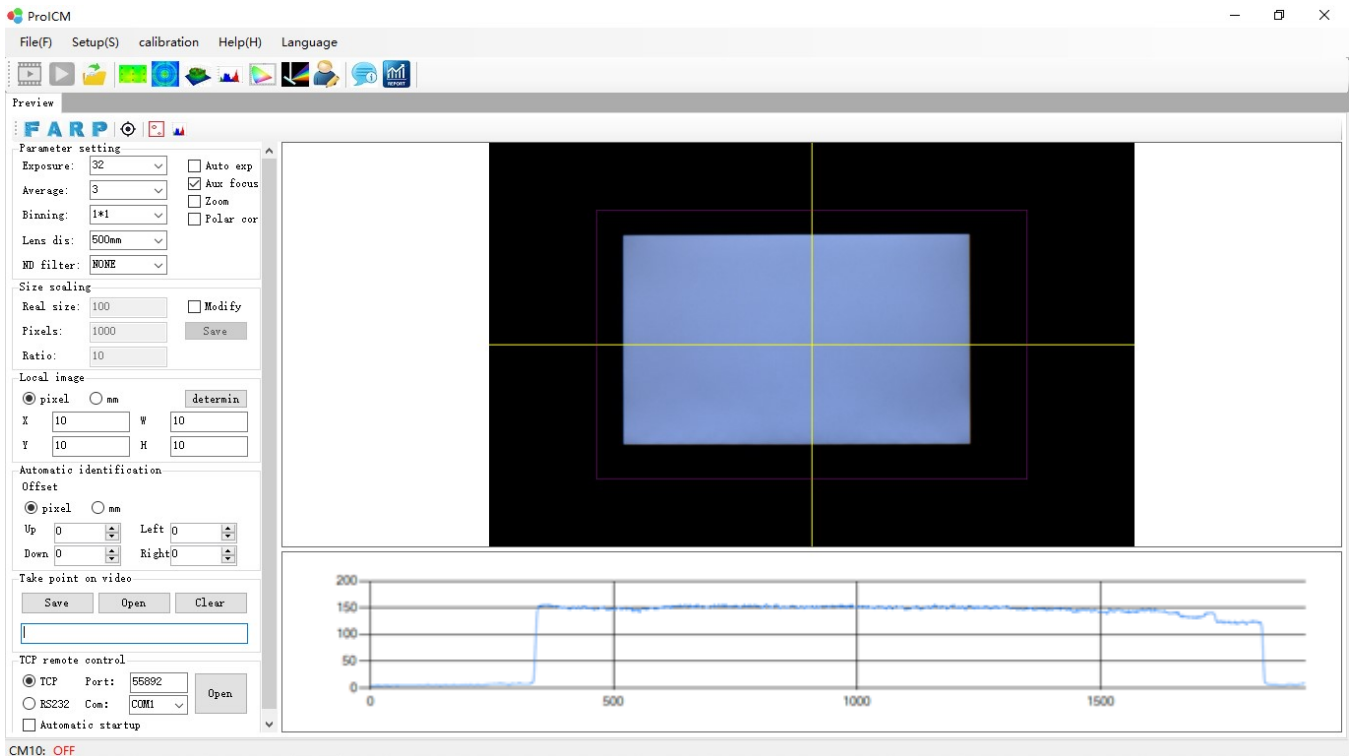 ProICM
File(F) Setup(S) calibration Help(H) Language
REPORT
Preview
F A R P
Parameter setting
Exposure: 32 Auto exp
Average: 3 Aux focus
Zoom
Binning: 1*1 Polar cor
Lens dis: 500mm
ND filter: NONE
Size scaling
Real size: 100 Modify
Pixels: 1000 Save
Ratio: 10
Local image
pixel mm determin
X 10 W 10
Y 10 H 10
Automatic identification
Offset
pixel mm
Up 0 Left 0
Down 0 Right 0
Take point on video
Save Open Clear
TCP remote control
TCP Port: 55892
Open
RS232 Com: COM1
Automatic startup
200
150
100
50
0
0 500 1000 1500
CM10: OFF